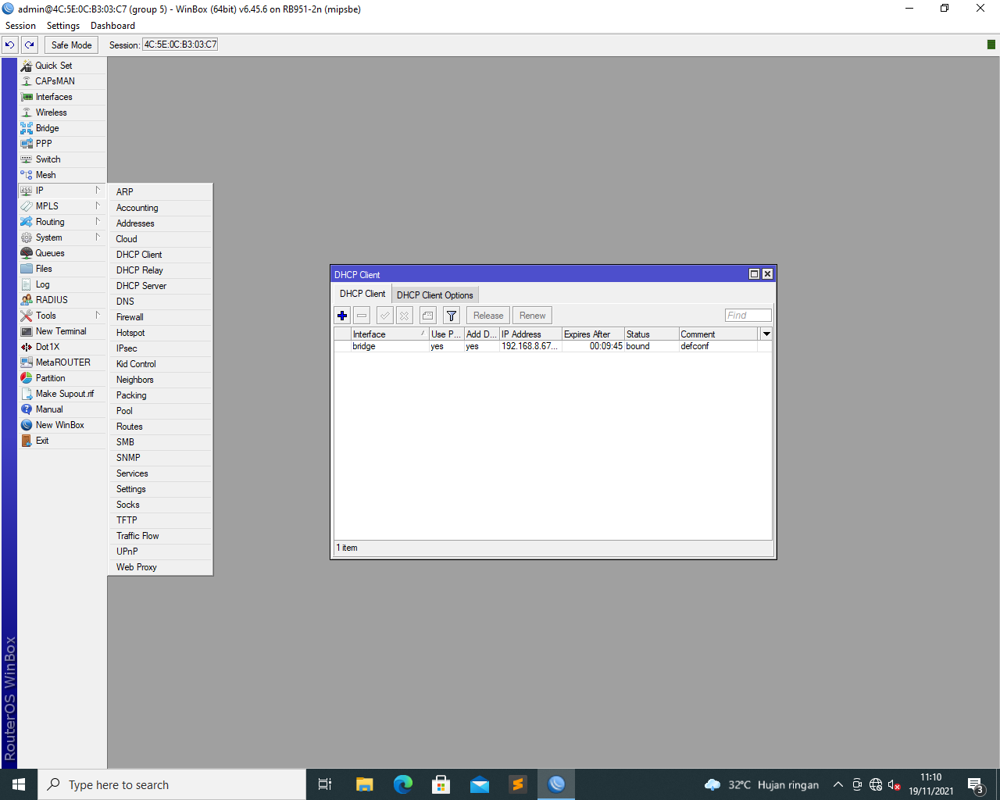 admin@4C:5E:0C:B3:03:C7 (group 5) - WinBox (64bit) v6.45.6 on RB951-2n (mipsbe)
Session Settings Dashboard
Safe Mode Session: 4C:5E:0C:B3:03:C7
Quick Set
CAPsMAN
Interfaces
Wireless
Bridge
PPP
Switch
Mesh
IP
MPLS
Routing
System
Queues
Files
Log
RADIUS
Tools
New Terminal
Dot1X
MetaROUTER
Partition
Make Supout.rif
Manual
New WinBox
Exit
RouterOS WinBox
ARP
Accounting
Addresses
Cloud
DHCP Client
DHCP Relay
DHCP Server
DNS
Firewall
Hotspot
IPsec
Kid Control
Neighbors
Packing
Pool
Routes
SMB
SNMP
Services
Settings
Socks
TFTP
Traffic Flow
UPnP
Web Proxy
DHCP Client
DHCP Client DHCP Client Options
Release Renew Find
Interface Use P... Add D... IP Address Expires After Status Comment
bridge yes yes 192.168.8.67... 00:09:45 bound defconf
1 item
Type here to search
32°C Hujan ringan
11:10
19/11/2021
3